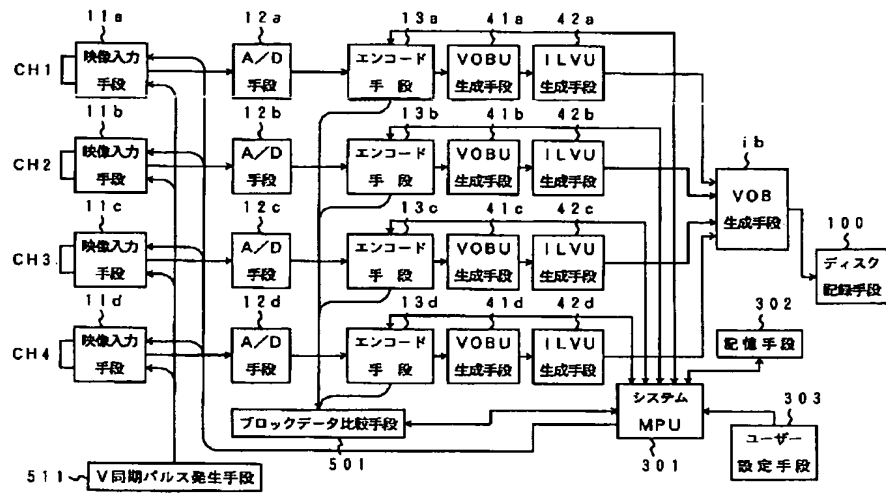 11a
12a
13a
41a
42a
CH1
映像入力
手段
A/D
手段
エンコード
手 段
VOBU
生成手段
ILVU
生成手段
11b
12b
13b
41b
42b
CH2
映像入力
手段
A/D
手段
エンコード
手 段
VOBU
生成手段
ILVU
生成手段
ib
VOB
生成手段
11c
12c
13c
41c
42c
CH3
映像入力
手段
A/D
手段
エンコード
手 段
VOBU
生成手段
ILVU
生成手段
100
ディスク
記録手段
11d
12d
13d
41d
42d
CH4
映像入力
手段
A/D
手段
エンコード
手 段
VOBU
生成手段
ILVU
生成手段
302
記憶手段
ブロックデータ比較手段
501
システム
MPU
301
303
ユーザー
設定手段
511
V同期パルス発生手段